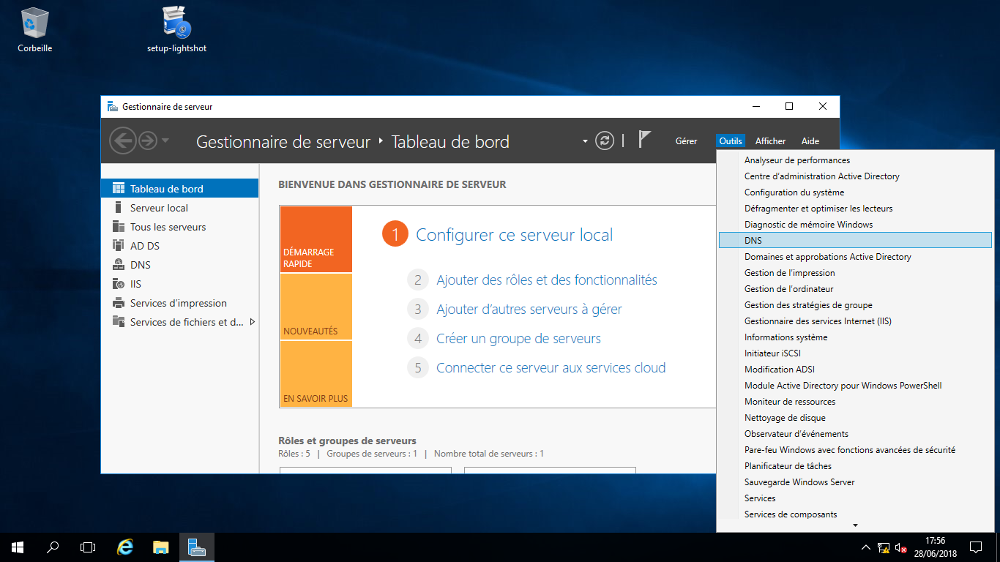 Corbeille
setup-lightshot
Gestionnaire de serveur
Gestionnaire de serveur ‣ Tableau de bord
Gérer
Outils
Afficher
Aide
Tableau de bord
Serveur local
Tous les serveurs
AD DS
DNS
IIS
Services d'impression
Services de fichiers et d...
BIENVENUE DANS GESTIONNAIRE DE SERVEUR
DÉMARRAGE
RAPIDE
NOUVEAUTÉS
EN SAVOIR PLUS
1 Configurer ce serveur local
2 Ajouter des rôles et des fonctionnalités
3 Ajouter d'autres serveurs à gérer
4 Créer un groupe de serveurs
5 Connecter ce serveur aux services cloud
Rôles et groupes de serveurs
Rôles : 5 | Groupes de serveurs : 1 | Nombre total de serveurs : 1
Analyseur de performances
Centre d'administration Active Directory
Configuration du système
Défragmenter et optimiser les lecteurs
Diagnostic de mémoire Windows
DNS
Domaines et approbations Active Directory
Gestion de l'impression
Gestion de l'ordinateur
Gestion des stratégies de groupe
Gestionnaire des services Internet (IIS)
Informations système
Initiateur iSCSI
Modification ADSI
Module Active Directory pour Windows PowerShell
Moniteur de ressources
Nettoyage de disque
Observateur d'événements
Pare-feu Windows avec fonctions avancées de sécurité
Planificateur de tâches
Sauvegarde Windows Server
Services
Services de composants
17:56
28/06/2018